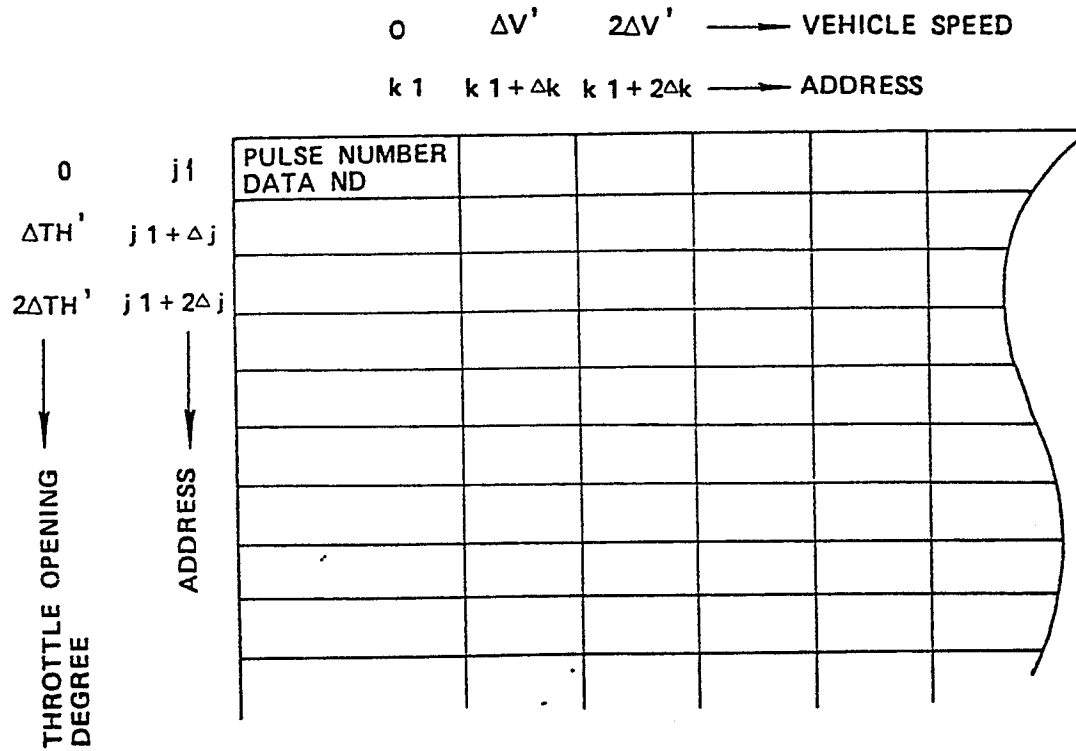 0 ΔV' 2ΔV' → VEHICLE SPEED
k1 k1+Δk k1+2Δk → ADDRESS
0 j1 PULSE NUMBER
DATA ND
ΔTH' j1+Δj
2ΔTH' j1+2Δj
THROTTLE OPENING
DEGREE
ADDRESS